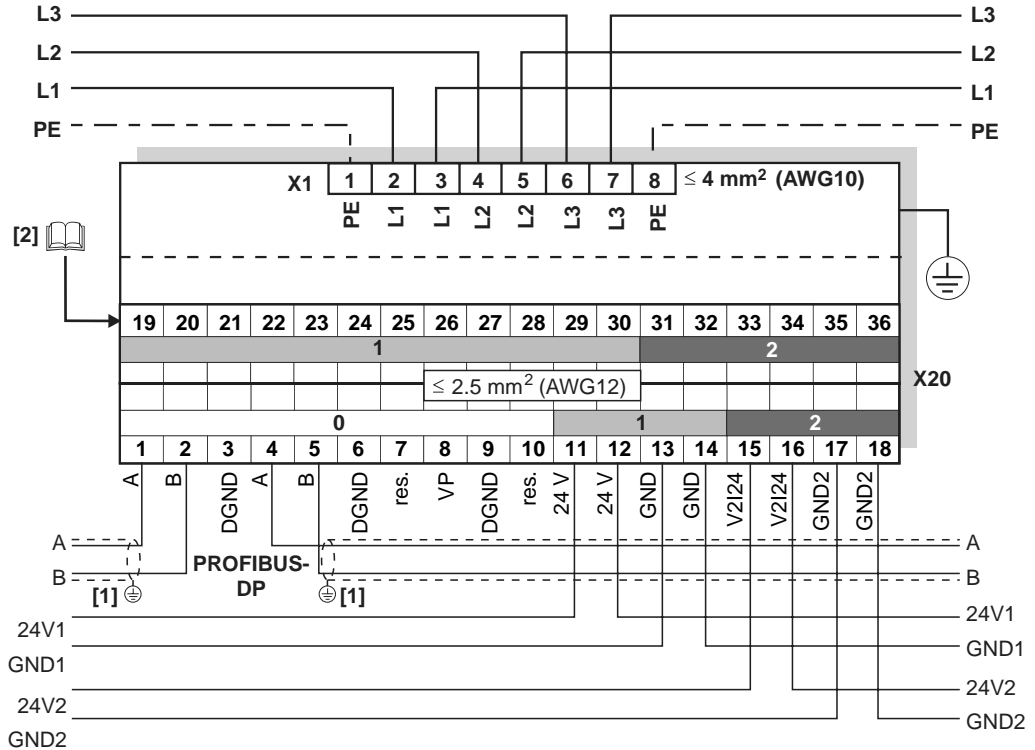 L3 L3
L2 L2
L1 L1
PE PE
X1 1 2 3 4 5 6 7 8 ≤ 4 mm² (AWG10)
PE L1 L1 L2 L2 L3 L3 PE
[2]
19 20 21 22 23 24 25 26 27 28 29 30 31 32 33 34 35 36
1 2
X20
≤ 2.5 mm² (AWG12)
0 1 2
1 2 3 4 5 6 7 8 9 10 11 12 13 14 15 16 17 18
A B DGND A B DGND res. VP DGND res. 24 V 24 V GND GND V2I24 V2I24 GND2 GND2
A A
B B
PROFIBUS-
DP
[1] [1]
24V1 24V1
GND1 GND1
24V2 24V2
GND2 GND2